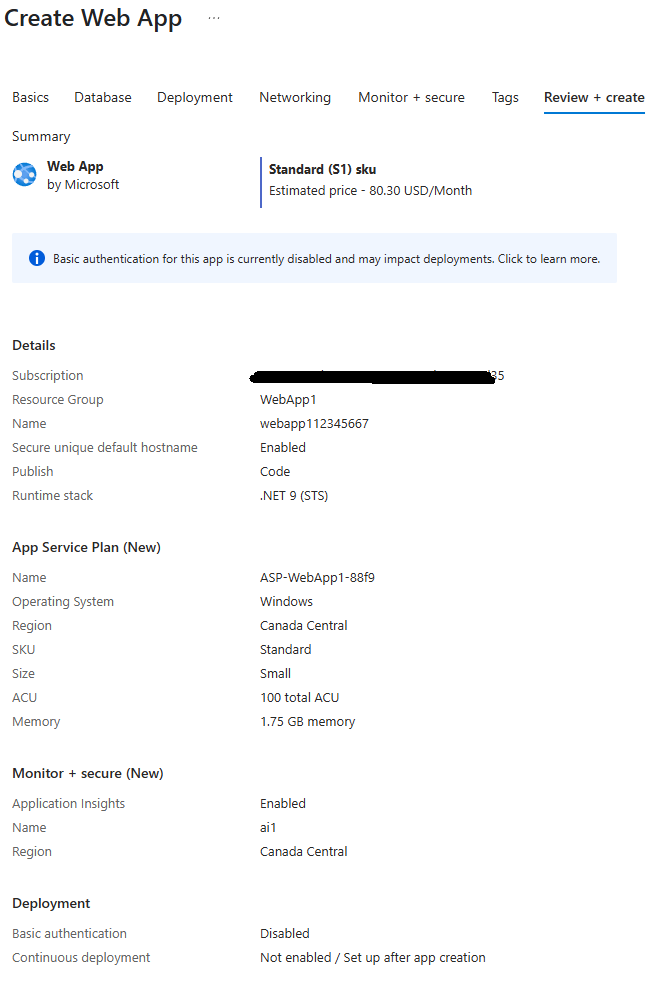 Create Web App ...
Basics Database Deployment Networking Monitor + secure Tags Review + create
Summary
Web App
by Microsoft
Standard (S1) sku
Estimated price - 80.30 USD/Month
Basic authentication for this app is currently disabled and may impact deployments. Click to learn more.
Details
Subscription 35
Resource Group WebApp1
Name webapp112345667
Secure unique default hostname Enabled
Publish Code
Runtime stack .NET 9 (STS)
App Service Plan (New)
Name ASP-WebApp1-88f9
Operating System Windows
Region Canada Central
SKU Standard
Size Small
ACU 100 total ACU
Memory 1.75 GB memory
Monitor + secure (New)
Application Insights Enabled
Name ai1
Region Canada Central
Deployment
Basic authentication Disabled
Continuous deployment Not enabled / Set up after app creation